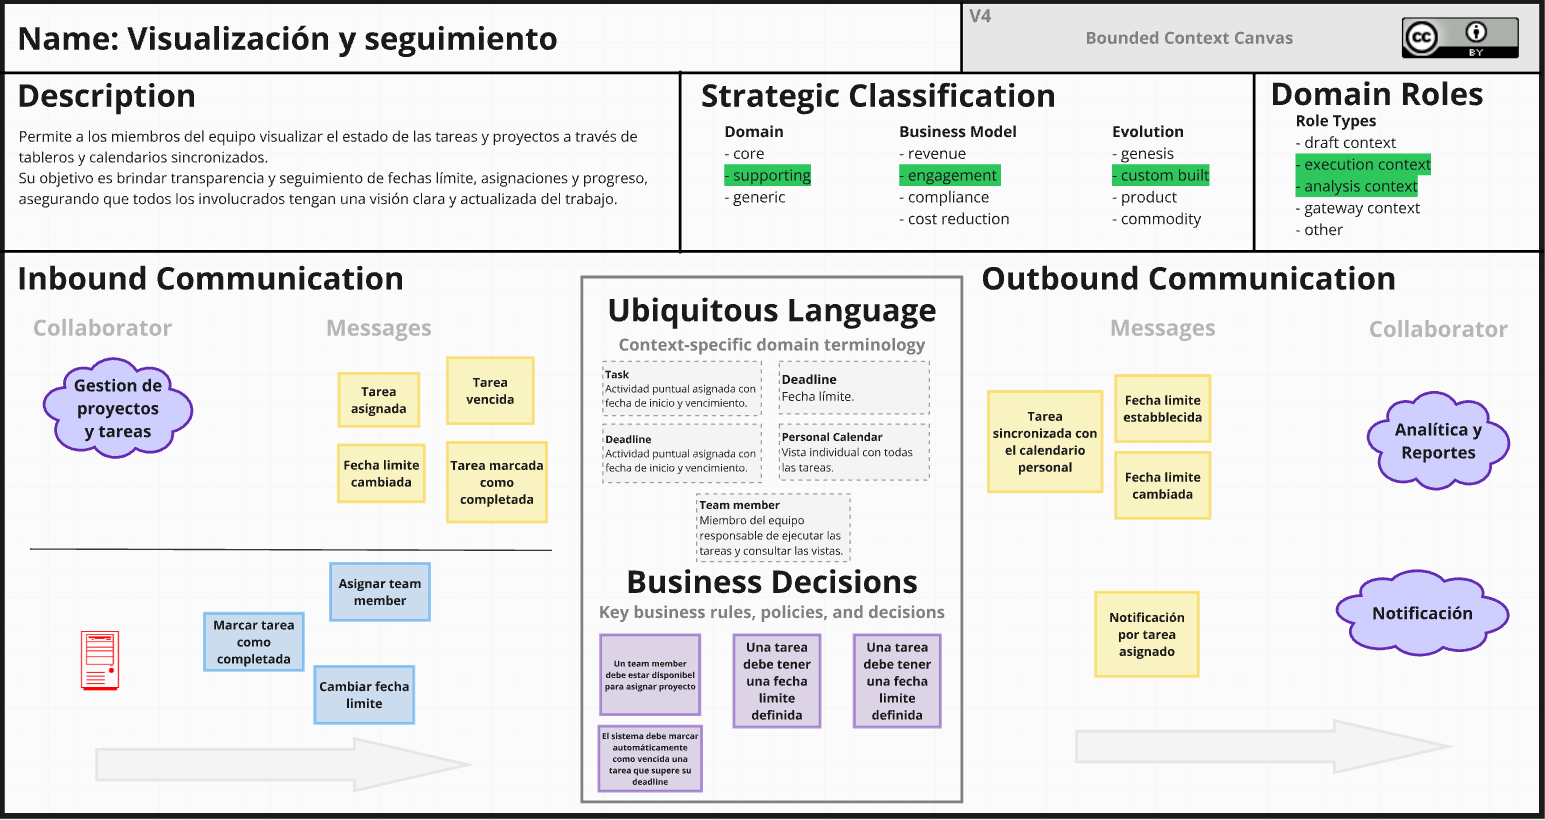 Name: Visualización y seguimiento
V4
Bounded Context Canvas
cc
BY
Description
Permite a los miembros del equipo visualizar el estado de las tareas y proyectos a través de
tableros y calendarios sincronizados.
Su objetivo es brindar transparencia y seguimiento de fechas límite, asignaciones y progreso,
asegurando que todos los involucrados tengan una visión clara y actualizada del trabajo.
Strategic Classification
Domain
- core
- supporting
- generic
Business Model
- revenue
- engagement
- compliance
- cost reduction
Evolution
- genesis
- custom built
- product
- commodity
Domain Roles
Role Types
- draft context
- execution context
- analysis context
- gateway context
- other
Inbound Communication
Collaborator
Messages
Gestion de
proyectos
y tareas
Tarea
asignada
Tarea
vencida
Fecha limite
cambiada
Tarea marcada
como
completada
Asignar team
member
Marcar tarea
como
completada
Cambiar fecha
limite
Ubiquitous Language
Context-specific domain terminology
Task
Actividad puntual asignada con
fecha de inicio y vencimiento.
Deadline
Fecha límite.
Deadline
Actividad puntual asignada con
fecha de inicio y vencimiento.
Personal Calendar
Vista individual con todas
las tareas.
Team member
Miembro del equipo
responsable de ejecutar las
tareas y consultar las vistas.
Business Decisions
Key business rules, policies, and decisions
Un team member
debe estar disponibel
para asignar proyecto
Una tarea
debe tener
una fecha
limite
definida
Una tarea
debe tener
una fecha
limite
definida
El sistema debe marcar
automáticamente
como vencida una
tarea que supere su
deadline
Outbound Communication
Messages
Collaborator
Tarea
sincronizada con
el calendario
personal
Fecha limite
estabblecida
Fecha limite
cambiada
Analítica y
Reportes
Notificación
por tarea
asignado
Notificación